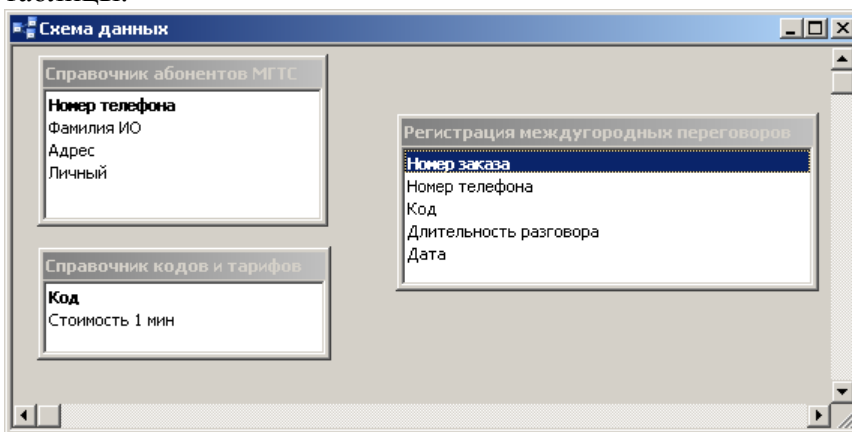 Схема данных
Справочник абонентов МГТС
Номер телефона
Фамилия ИО
Адрес
Личный
Регистрация междугородных переговоров
Номер заказа
Номер телефона
Код
Длительность разговора
Дата
Справочник кодов и тарифов
Код
Стоимость 1 мин